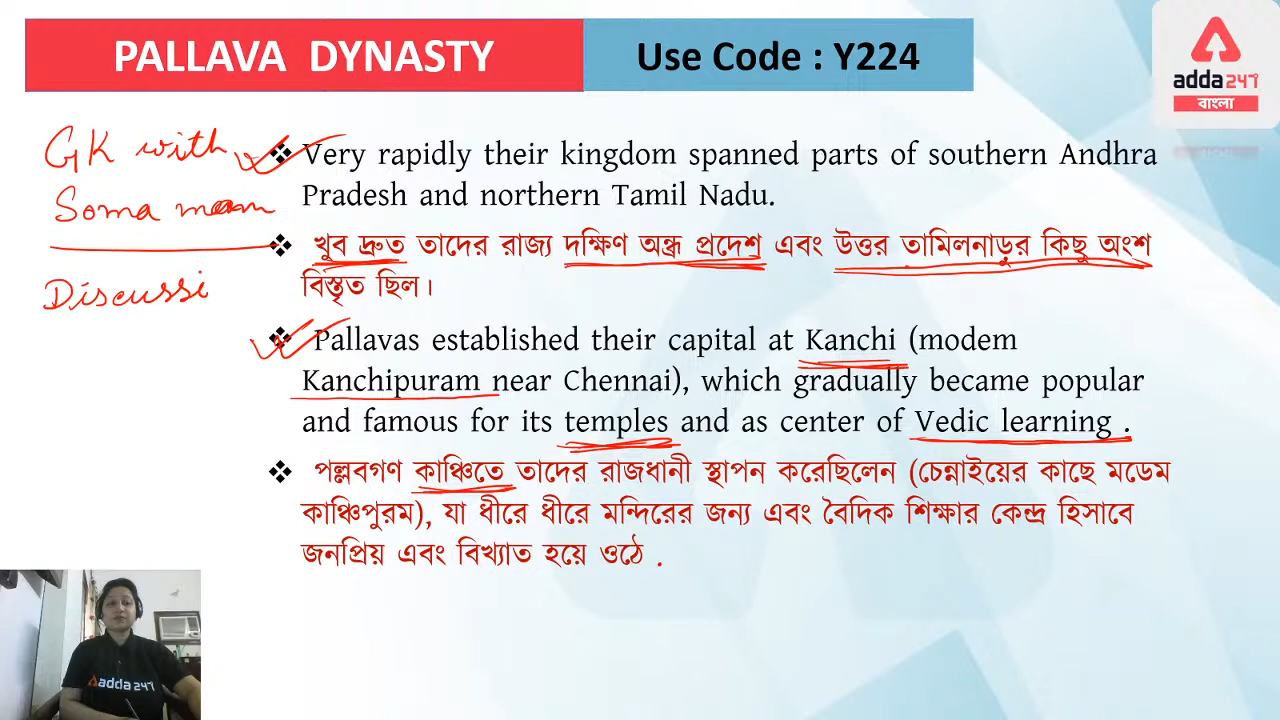 PALLAVA DYNASTY
Use Code : Y224
adda247
বাংলা
GK with
Soma mam
Discussi
❖ Very rapidly their kingdom spanned parts of southern Andhra
Pradesh and northern Tamil Nadu.
❖ খুব দ্রুত তাদের রাজ্য দক্ষিণ অন্ধ্র প্রদেশ এবং উত্তর তামিলনাড়ুর কিছু অংশ
বিস্তৃত ছিল।
❖ Pallavas established their capital at Kanchi (modem
Kanchipuram near Chennai), which gradually became popular
and famous for its temples and as center of Vedic learning .
❖ পল্লবগণ কাঞ্চিতে তাদের রাজধানী স্থাপন করেছিলেন (চেন্নাইয়ের কাছে মডেম
কাঞ্চিপুরম), যা ধীরে ধীরে মন্দিরের জন্য এবং বৈদিক শিক্ষার কেন্দ্র হিসাবে
জনপ্রিয় এবং বিখ্যাত হয়ে ওঠে .
adda247